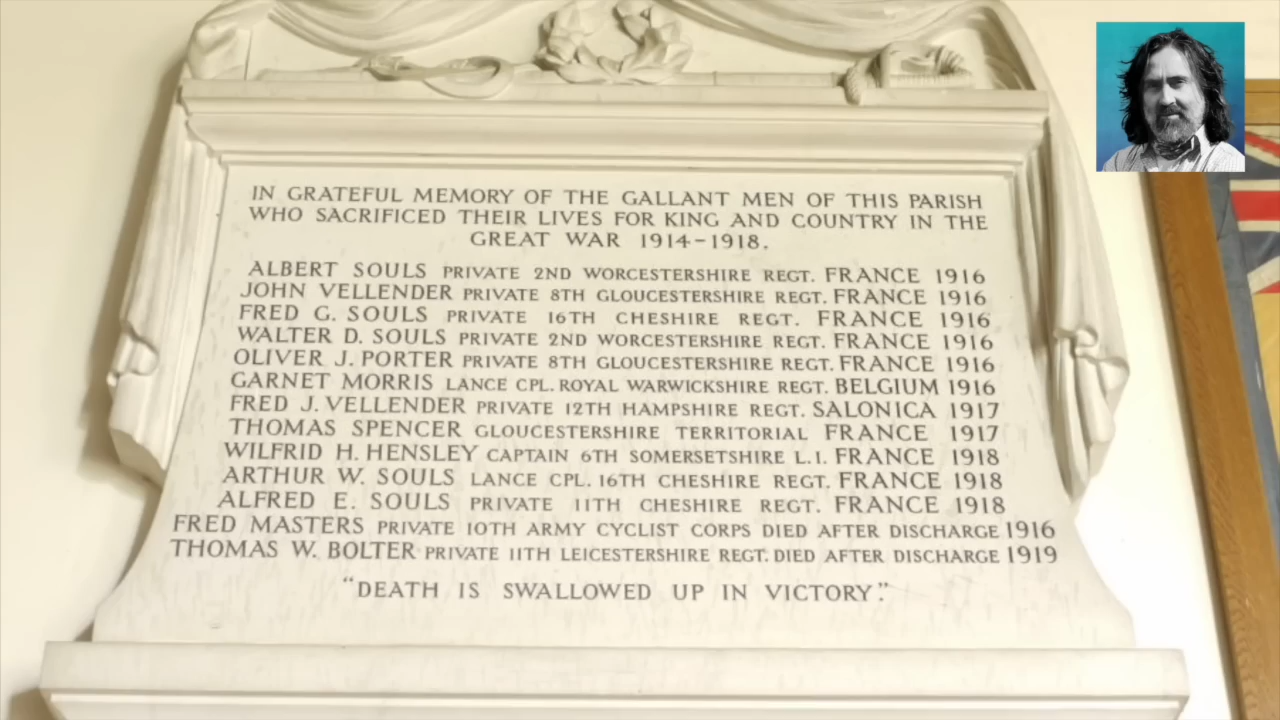 IN GRATEFUL MEMORY OF THE GALLANT MEN OF THIS PARISH
WHO SACRIFICED THEIR LIVES FOR KING AND COUNTRY IN THE
GREAT WAR 1914-1918.
ALBERT SOULS PRIVATE 2ND WORCESTERSHIRE REGT. FRANCE 1916
JOHN VELLENDER PRIVATE 8TH GLOUCESTERSHIRE REGT. FRANCE 1916
FRED G. SOULS PRIVATE 16TH CHESHIRE REGT. FRANCE 1916
WALTER D. SOULS PRIVATE 2ND WORCESTERSHIRE REGT. FRANCE 1916
OLIVER J. PORTER PRIVATE 8TH GLOUCESTERSHIRE REGT. FRANCE 1916
GARNET MORRIS LANCE CPL. ROYAL WARWICKSHIRE REGT. BELGIUM 1916
FRED J. VELLENDER PRIVATE 12TH HAMPSHIRE REGT. SALONICA 1917
THOMAS SPENCER GLOUCESTERSHIRE TERRITORIAL FRANCE 1917
WILFRID H. HENSLEY CAPTAIN 6TH SOMERSETSHIRE L.I. FRANCE 1918
ARTHUR W. SOULS LANCE CPL. 16TH CHESHIRE REGT. FRANCE 1918
ALFRED E. SOULS PRIVATE 11TH CHESHIRE REGT. FRANCE 1918
FRED MASTERS PRIVATE 10TH ARMY CYCLIST CORPS DIED AFTER DISCHARGE 1916
THOMAS W. BOLTER PRIVATE 11TH LEICESTERSHIRE REGT. DIED AFTER DISCHARGE 1919
"DEATH IS SWALLOWED UP IN VICTORY."